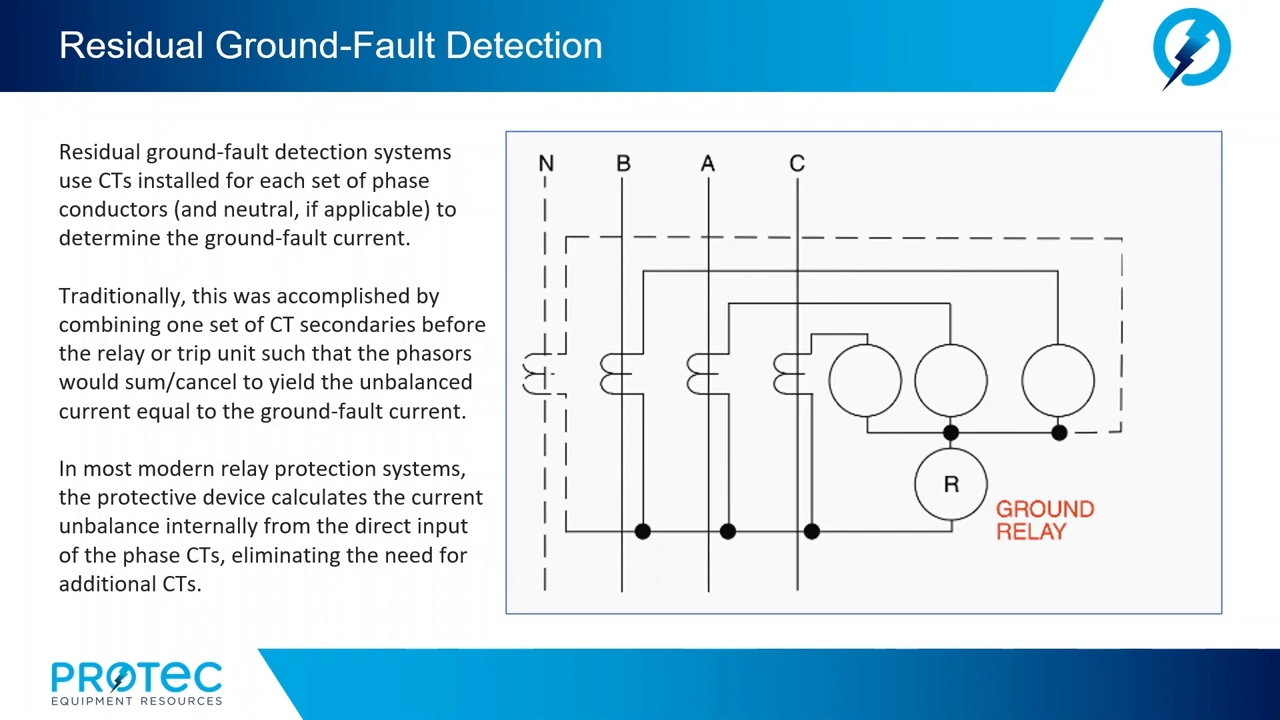 Residual Ground-Fault Detection
Residual ground-fault detection systems
use CTs installed for each set of phase
conductors (and neutral, if applicable) to
determine the ground-fault current.
Traditionally, this was accomplished by
combining one set of CT secondaries before
the relay or trip unit such that the phasors
would sum/cancel to yield the unbalanced
current equal to the ground-fault current.
In most modern relay protection systems,
the protective device calculates the current
unbalance internally from the direct input
of the phase CTs, eliminating the need for
additional CTs.
N B A C
R
GROUND
RELAY
PROTEC
EQUIPMENT RESOURCES